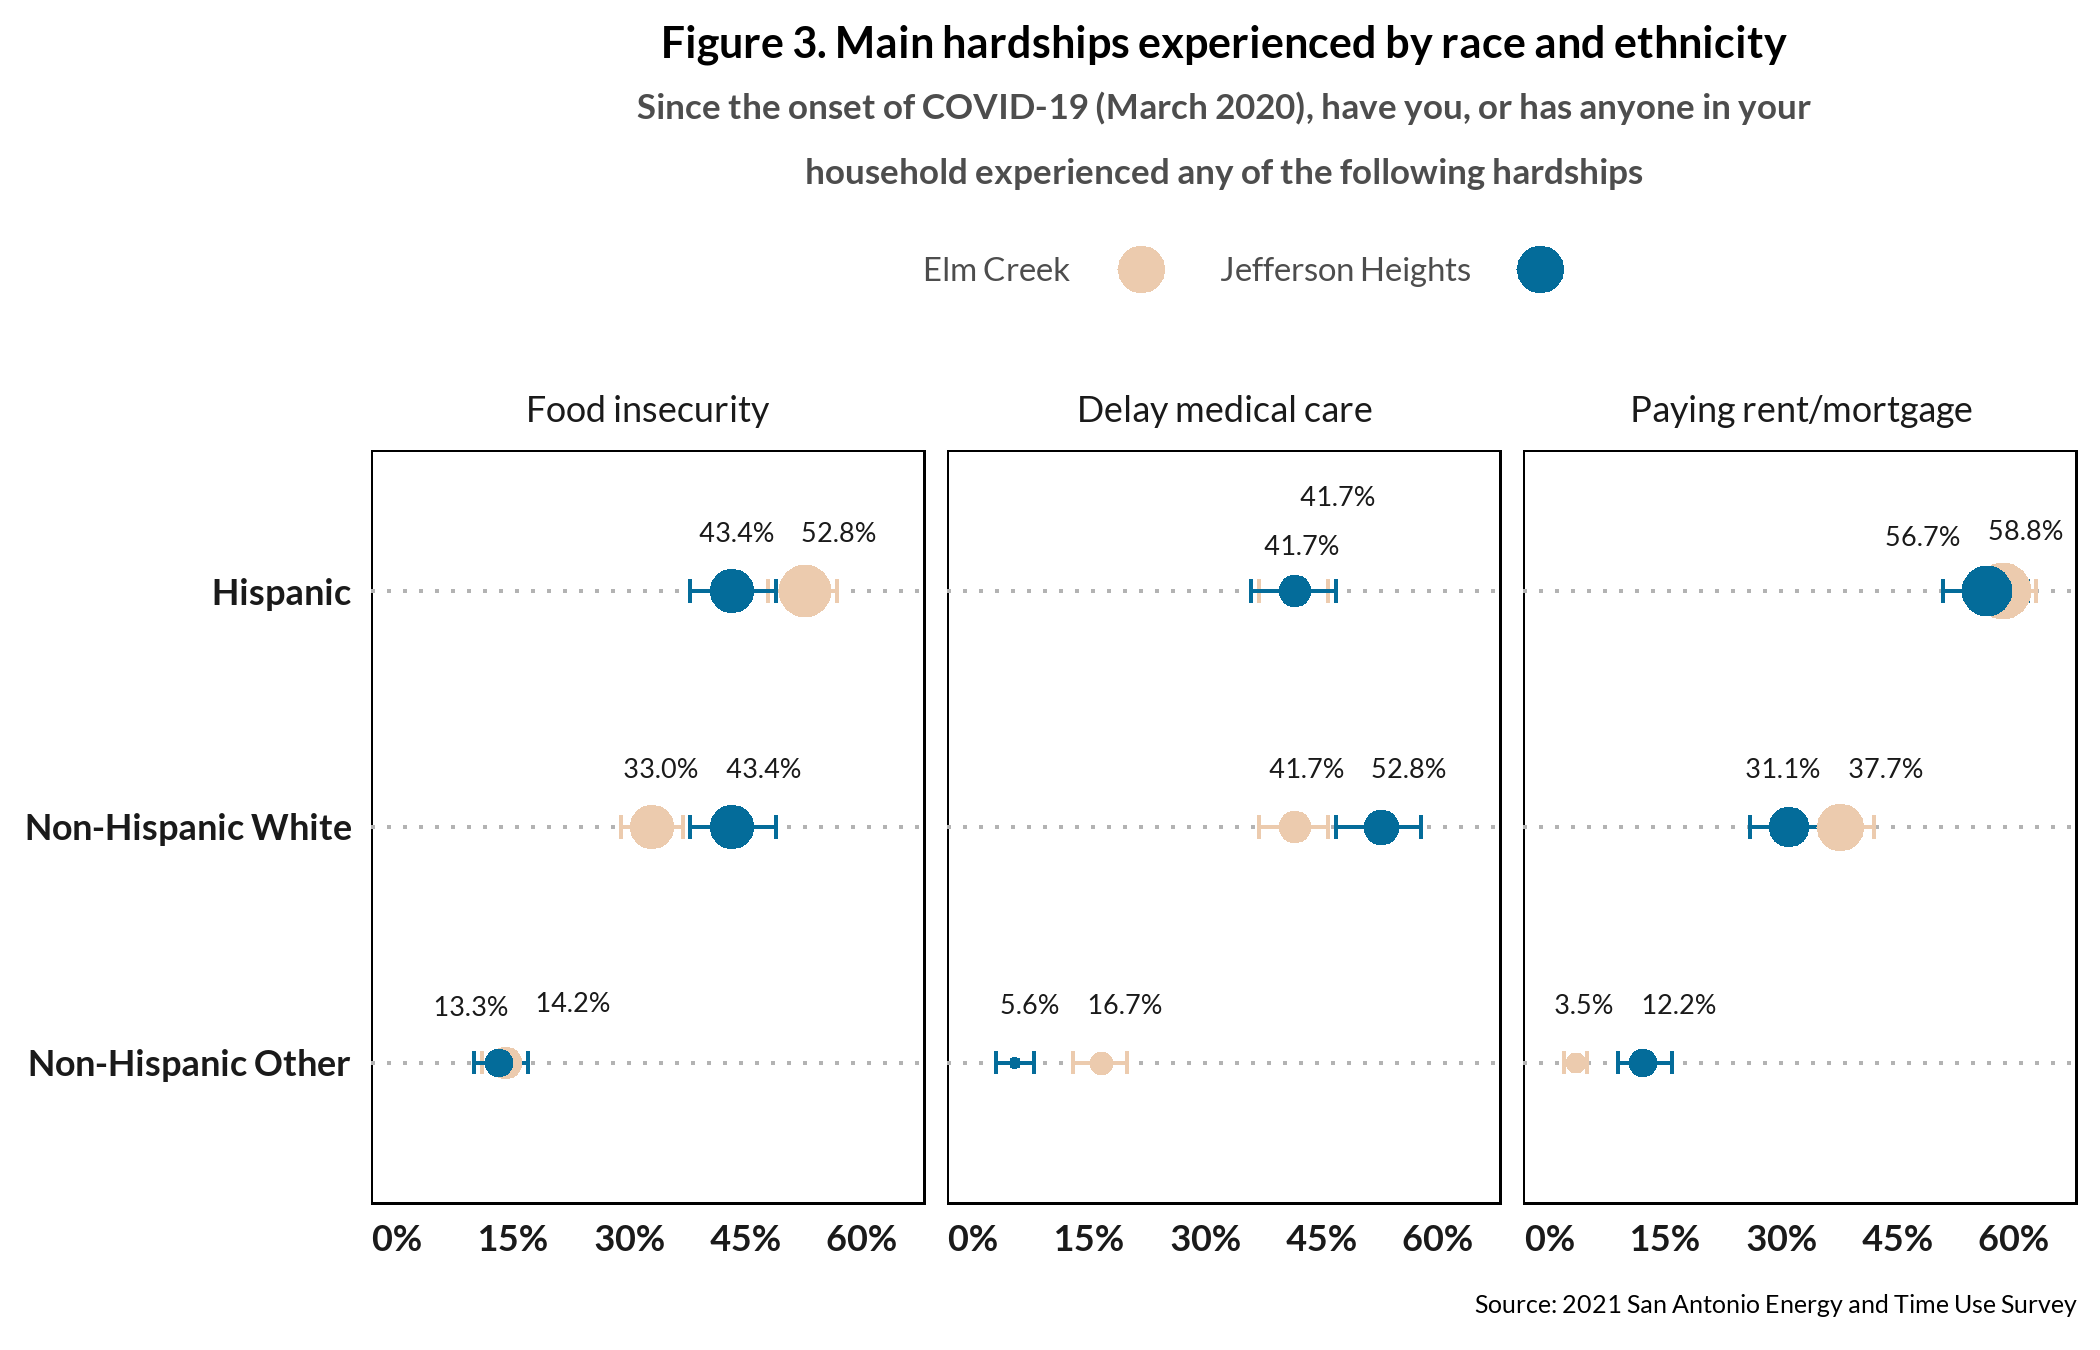 Figure 3. Main hardships experienced by race and ethnicity
Since the onset of COVID-19 (March 2020), have you, or has anyone in your
household experienced any of the following hardships
Elm Creek Jefferson Heights
Food insecurity Delay medical care Paying rent/mortgage
41.7%
43.4% 52.8% 41.7% 56.7% 58.8%
Hispanic
33.0% 43.4% 41.7% 52.8% 31.1% 37.7%
Non-Hispanic White
13.3% 14.2% 5.6% 16.7% 3.5% 12.2%
Non-Hispanic Other
0% 15% 30% 45% 60% 0% 15% 30% 45% 60% 0% 15% 30% 45% 60%
Source: 2021 San Antonio Energy and Time Use Survey